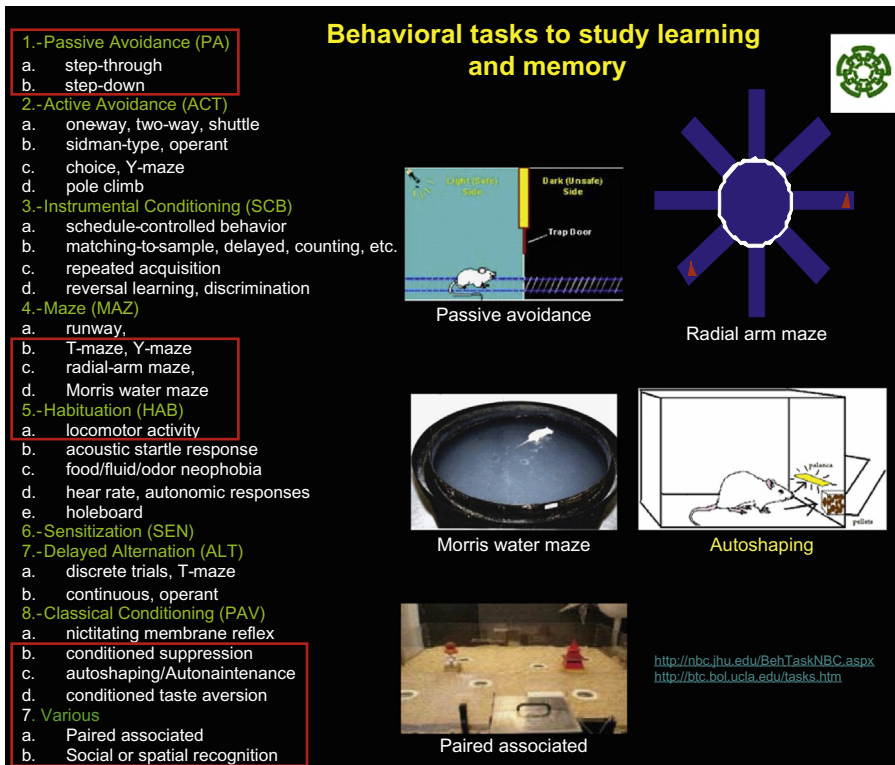 Behavioral tasks to study learning
and memory
1.-Passive Avoidance (PA)
a. step-through
b. step-down
2.-Active Avoidance (ACT)
a. one-way, two-way, shuttle
b. sidman-type, operant
c. choice, Y-maze
d. pole climb
3.-Instrumental Conditioning (SCB)
a. schedule-controlled behavior
b. matching-to-sample, delayed, counting, etc.
c. repeated acquisition
d. reversal learning, discrimination
4.-Maze (MAZ)
a. runway,
b. T-maze, Y-maze
c. radial-arm maze,
d. Morris water maze
5.-Habituation (HAB)
a. locomotor activity
b. acoustic startle response
c. food/fluid/odor neophobia
d. hear rate, autonomic responses
e. holeboard
6.-Sensitization (SEN)
7.-Delayed Alternation (ALT)
a. discrete trials, T-maze
b. continuous, operant
8.-Classical Conditioning (PAV)
a. nictitating membrane reflex
b. conditioned suppression
c. autoshaping/Autonaintenance
d. conditioned taste aversion
7. Various
a. Paired associated
b. Social or spatial recognition
Light (Safe)
Side
Dark (Unsafe)
Side
Trap Door
Passive avoidance
Radial arm maze
Morris water maze
palanca
pellets
Autoshaping
Paired associated
http://nbc.jhu.edu/BehTaskNBC.aspx
http://btc.bol.ucla.edu/tasks.htm